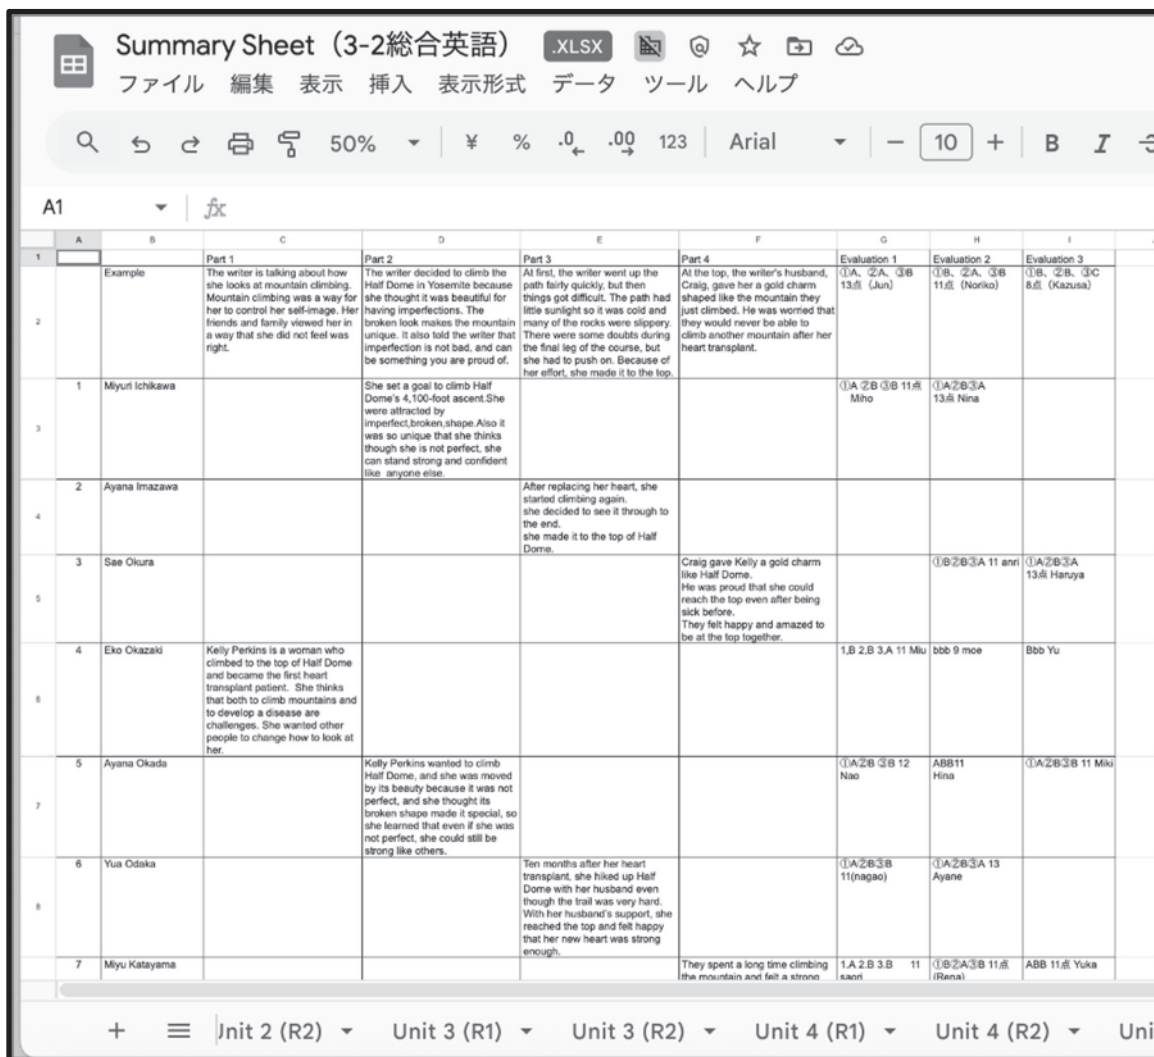 Summary Sheet（3-2総合英語） .XLSX
ファイル 編集 表示 挿入 表示形式 データ ツール ヘルプ
50% ¥ % .0 .00 123 Arial − 10 + B I
A1 fx
A B C D E F G H I
1 Part 1 Part 2 Part 3 Part 4 Evaluation 1 Evaluation 2 Evaluation 3
2
Example
The writer is talking about how
she looks at mountain climbing.
Mountain climbing was a way for
her to control her self-image. Her
friends and family viewed her in
a way that she did not feel was
right.
The writer decided to climb the
Half Dome in Yosemite because
she thought it was beautiful for
having imperfections. The
broken look makes the mountain
unique. It also told the writer that
imperfection is not bad, and can
be something you are proud of.
At first, the writer went up the
path fairly quickly, but then
things got difficult. The path had
little sunlight so it was cold and
many of the rocks were slippery.
There were some doubts during
the final leg of the course, but
she had to push on. Because of
her effort, she made it to the top.
At the top, the writer's husband,
Craig, gave her a gold charm
shaped like the mountain they
just climbed. He was worried that
they would never be able to
climb another mountain after her
heart transplant.
①A、②A、③B
13点（Jun）
①B、②A、③B
11点（Noriko）
①B、②B、③C
8点（Kazusa）
3
1 Miyuri Ichikawa
She set a goal to climb Half
Dome's 4,100-foot ascent.She
were attracted by
imperfect,broken,shape.Also it
was so unique that she thinks
though she is not perfect, she
can stand strong and confident
like anyone else.
①A ②B ③B 11点
Miho
①A②B③A
13点 Nina
4
2 Ayana Imazawa
After replacing her heart, she
started climbing again.
she decided to see it through to
the end.
she made it to the top of Half
Dome.
5
3 Sae Okura
Craig gave Kelly a gold charm
like Half Dome.
He was proud that she could
reach the top even after being
sick before.
They felt happy and amazed to
be at the top together.
①B②B③A 11 anri
①A②B③A
13点 Haruya
6
4 Eko Okazaki
Kelly Perkins is a woman who
climbed to the top of Half Dome
and became the first heart
transplant patient. She thinks
that both to climb mountains and
to develop a disease are
challenges. She wanted other
people to change how to look at
her.
1,B 2,B 3,A 11 Miu
bbb 9 moe
Bbb Yu
7
5 Ayana Okada
Kelly Perkins wanted to climb
Half Dome, and she was moved
by its beauty because it was not
perfect, and she thought its
broken shape made it special, so
she learned that even if she was
not perfect, she could still be
strong like others.
①A②B ③B 12
Nao
ABB11
Hina
①A②B③B 11 Miki
8
6 Yua Odaka
Ten months after her heart
transplant, she hiked up Half
Dome with her husband even
though the trail was very hard.
With her husband's support, she
reached the top and felt happy
that her new heart was strong
enough.
①A②B③B
11(nagao)
①A②B③A 13
Ayane
7 Miyu Katayama
They spent a long time climbing
the mountain and felt a strong
1.A 2.B 3.B 11
saori
①B②A③B 11点
(Rena)
ABB 11点 Yuka
+ Unit 2 (R2) Unit 3 (R1) Unit 3 (R2) Unit 4 (R1) Unit 4 (R2) Uni